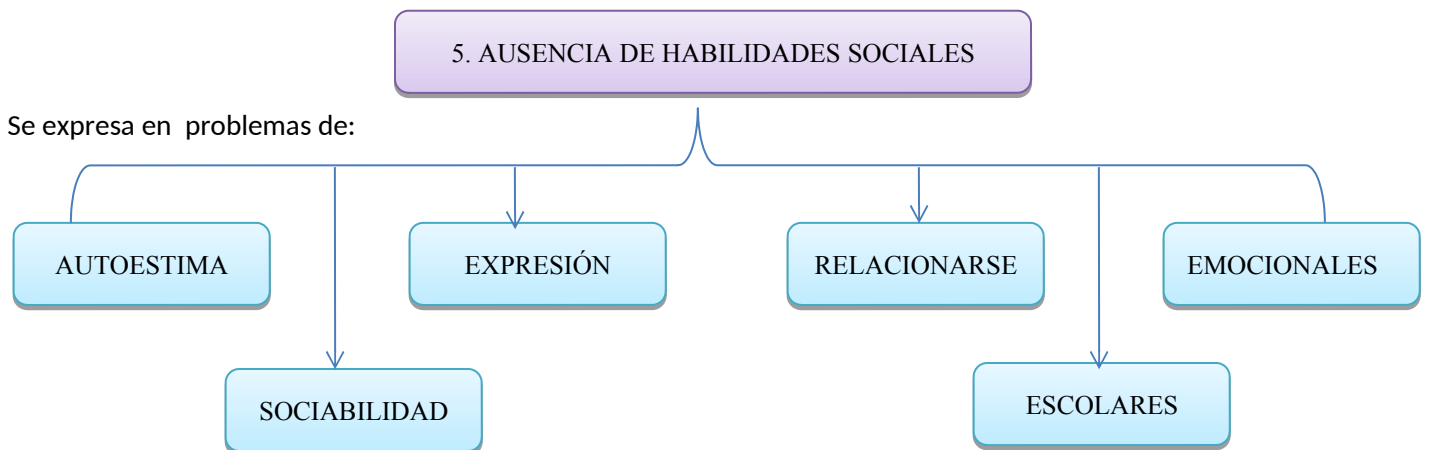 5. AUSENCIA DE HABILIDADES SOCIALES
Se expresa en problemas de:
AUTOESTIMA
EXPRESIÓN
RELACIONARSE
EMOCIONALES
SOCIABILIDAD
ESCOLARES